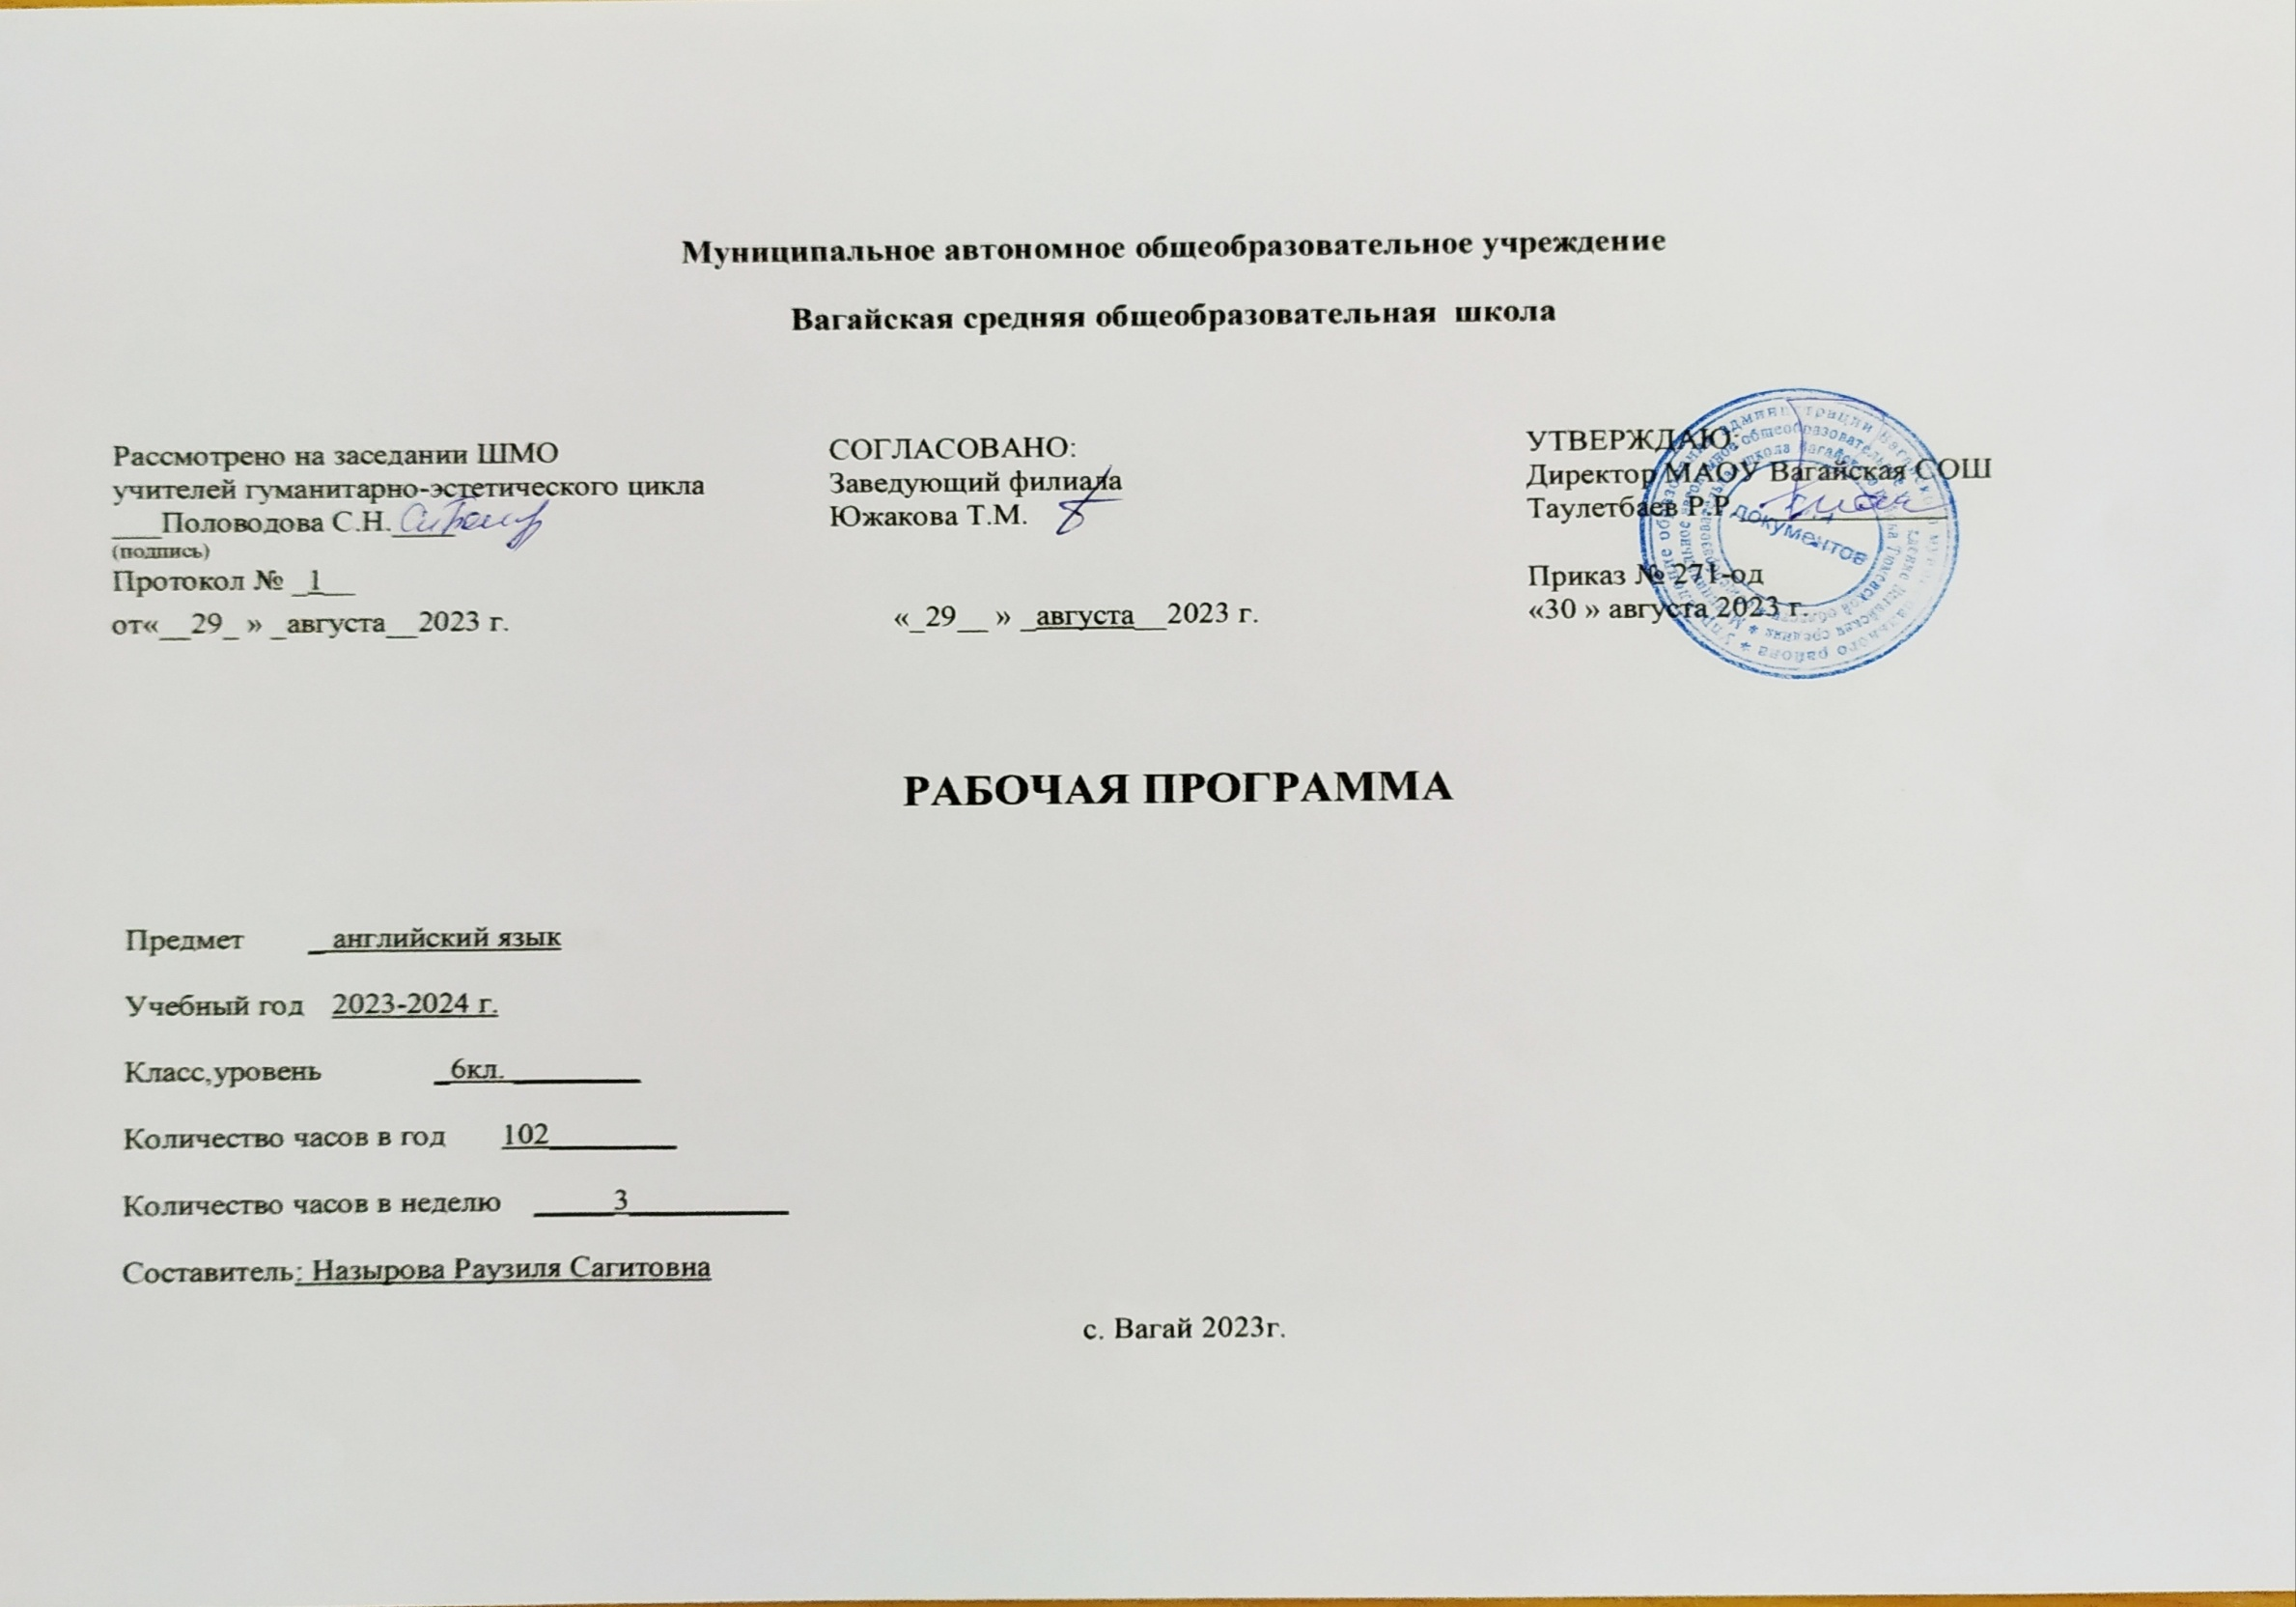 Муниципальное автономное общеобразовательное учреждение
Вагайская средняя общеобразовательная школа
Рассмотрено на заседании ШМО
учителей гуманитарно-эстетического цикла
___Половодова С.Н.____
(подпись)
Протокол № _1__
от«__29_ » _августа__2023 г.
СОГЛАСОВАНО:
Заведующий филиала
Южакова Т.М.
«_29__ » _августа__2023 г.
УТВЕРЖДАЮ:
Директор МАОУ Вагайская СОШ
Таулетбаев Р.Р.
Приказ № 271-од
«30 » августа 2023 г.
документов
РАБОЧАЯ ПРОГРАММА
Предмет _английский язык
Учебный год 2023-2024 г.
Класс,уровень _6кл.________
Количество часов в год 102________
Количество часов в неделю _____3__________
Составитель: Назырова Раузиля Сагитовна
с. Вагай 2023г.